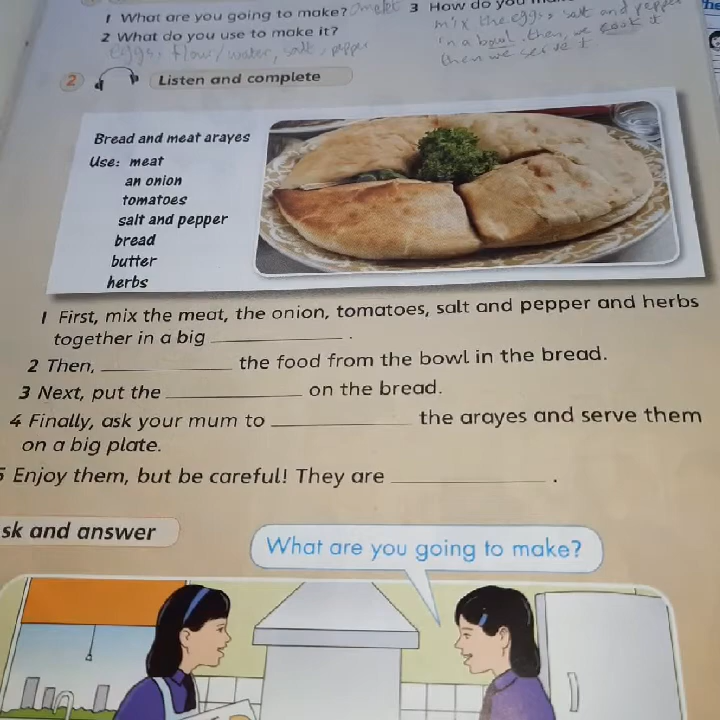 1 What are you going to make? omelet
2 What do you use to make it?
eggs, flour/water, salt, pepper
3 How do you
mix the eggs, salt and pepper
in a bowl. then, we cook it
then we serve it
2 Listen and complete
Bread and meat arayes
Use: meat
an onion
tomatoes
salt and pepper
bread
butter
herbs
1 First, mix the meat, the onion, tomatoes, salt and pepper and herbs
together in a big ____________ .
2 Then, ____________ the food from the bowl in the bread.
3 Next, put the ____________ on the bread.
4 Finally, ask your mum to ____________ the arayes and serve them
on a big plate.
5 Enjoy them, but be careful! They are ______________ .
sk and answer
What are you going to make?